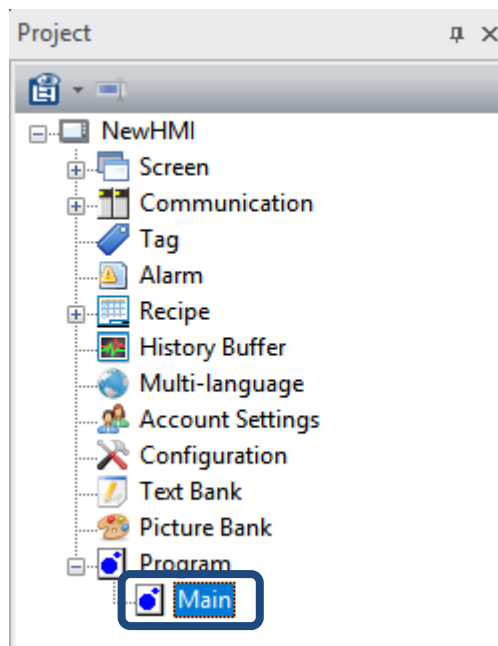 Project
NewHMI
Screen
Communication
Tag
Alarm
Recipe
History Buffer
Multi-language
Account Settings
Configuration
Text Bank
Picture Bank
Program
Main